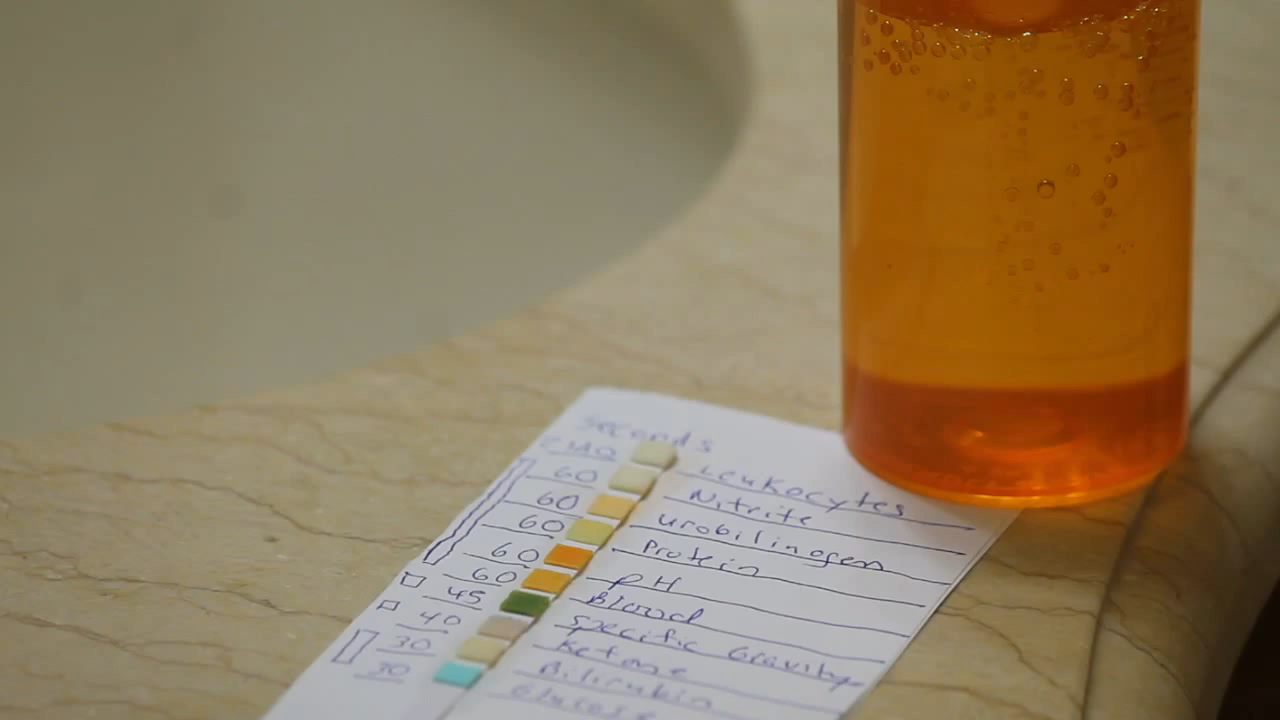 Seconds
120 Leukocytes
60 Nitrite
60 Urobilinogen
60 Protein
60 PH
60 Blood
45 Specific Gravity
40 Ketone
30 Bilirubin
30 Glucose